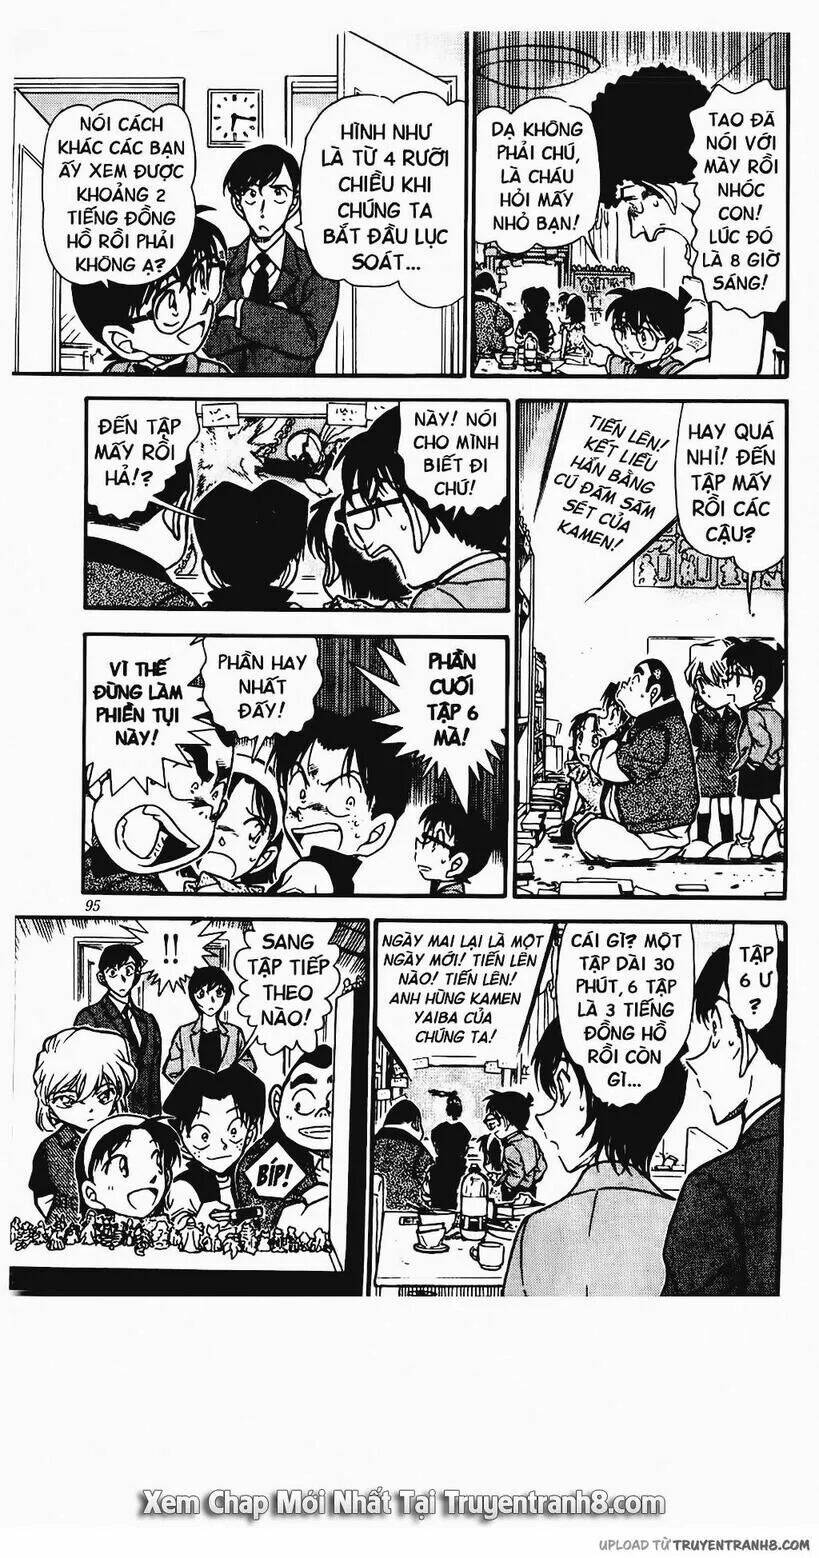 TAO ĐÃ
NÓI VỚI
MÀY RỒI
NHÓC
CON!
LÚC ĐÓ
LÀ 8 GIỜ
SÁNG!
DẠ KHÔNG
PHẢI CHÚ,
LÀ CHÁU
HỎI MẤY
NHỎ BẠN!
HÌNH NHƯ
LÀ TỪ 4 RƯỠI
CHIỀU KHI
CHÚNG TA
BẮT ĐẦU LỤC
SOÁT...
NÓI CÁCH
KHÁC CÁC BẠN
ẤY XEM ĐƯỢC
KHOẢNG 2
TIẾNG ĐỒNG
HỒ RỒI PHẢI
KHÔNG Ạ?
HAY QUÁ
NHỈ! ĐẾN
TẬP MẤY
RỒI CÁC
CẬU?
TIẾN LÊN!
KẾT LIỄU
HẮN BẰNG
CÚ ĐẤM SẤM
SÉT CỦA
KAMEN!
NÀY! NÓI
CHO MÌNH
BIẾT ĐI
CHỨ!
ĐẾN TẬP
MẤY RỒI
HẢ!?
PHẦN
CUỐI
TẬP 6
MÀ!
PHẦN HAY
NHẤT
ĐẤY!
VÌ THẾ
ĐỪNG LÀM
PHIỀN TỤI
NÀY!
95
TẬP
6 Ư
?
CÁI GÌ? MỘT
TẬP DÀI 30
PHÚT, 6 TẬP
LÀ 3 TIẾNG
ĐỒNG HỒ
RỒI CÒN
GÌ...
NGÀY MAI LẠI LÀ MỘT
NGÀY MỚI! TIẾN LÊN
NÀO! TIẾN LÊN!
ANH HÙNG KAMEN
YAIBA CỦA
CHÚNG TA!
SANG
TẬP TIẾP
THEO
NÀO!
!!
BÍP!
Xem Chap Mới Nhất Tại Truyentranh8.com
UPLOAD TỪ TRUYENTRANH8.COM